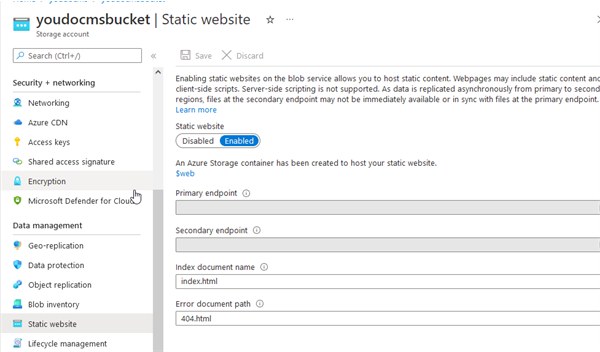 youdocmsbucket | Static website
Storage account
Search (Ctrl+/)
Security + networking
Networking
Azure CDN
Access keys
Shared access signature
Encryption
Microsoft Defender for Cloud
Data management
Geo-replication
Data protection
Object replication
Blob inventory
Static website
Lifecycle management
Save Discard
Enabling static websites on the blob service allows you to host static content. Webpages may include static content and
client-side scripts. Server-side scripting is not supported. As data is replicated asynchronously from primary to second
regions, files at the secondary endpoint may not be immediately available or in sync with files at the primary endpoint.
Learn more
Static website
Disabled Enabled
An Azure Storage container has been created to host your static website.
$web
Primary endpoint
Secondary endpoint
Index document name
index.html
Error document path
404.html